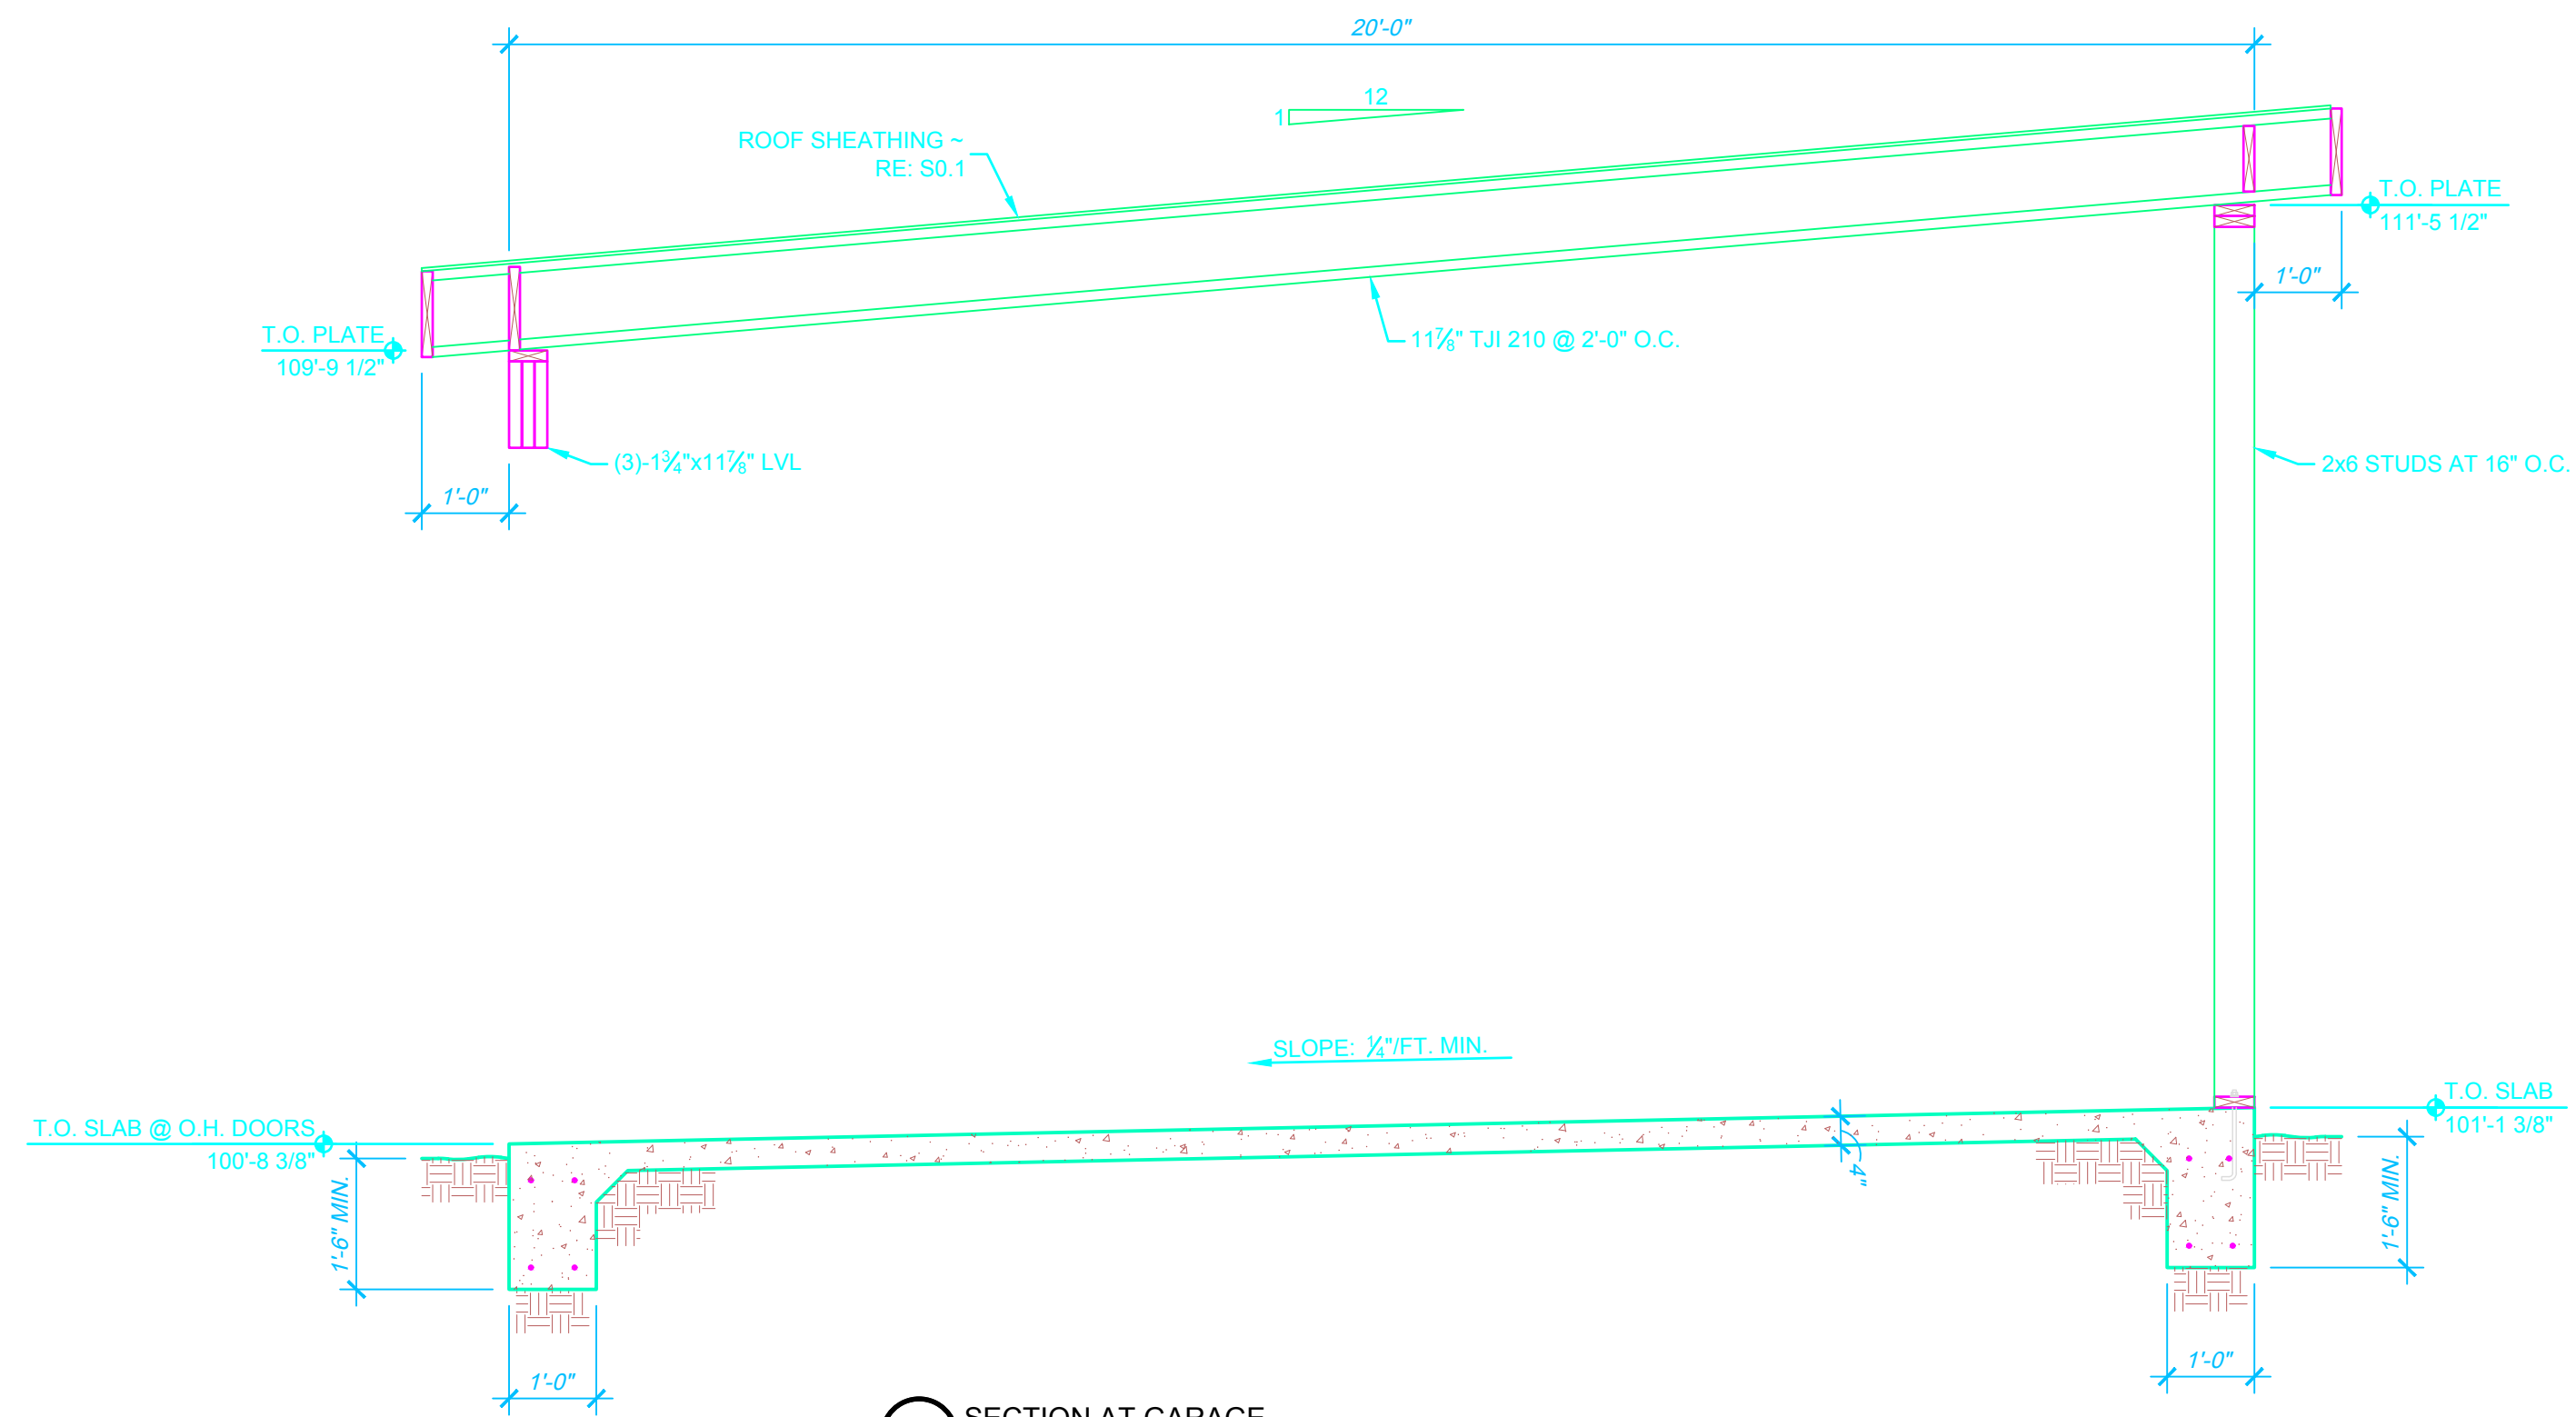 20'-0"
12
1
ROOF SHEATHING ~
RE: S0.1
T.O. PLATE
111'-5 1/2"
1'-0"
T.O. PLATE
109'-9 1/2"
11⅞" TJI 210 @ 2'-0" O.C.
(3)-1¾"x11⅞" LVL
2x6 STUDS AT 16" O.C.
1'-0"
SLOPE: ¼"/FT. MIN.
T.O. SLAB @ O.H. DOORS
100'-8 3/8"
T.O. SLAB
101'-1 3/8"
4"
1'-6" MIN.
1'-6" MIN.
1'-0"
1'-0"
SECTION AT GARAGE